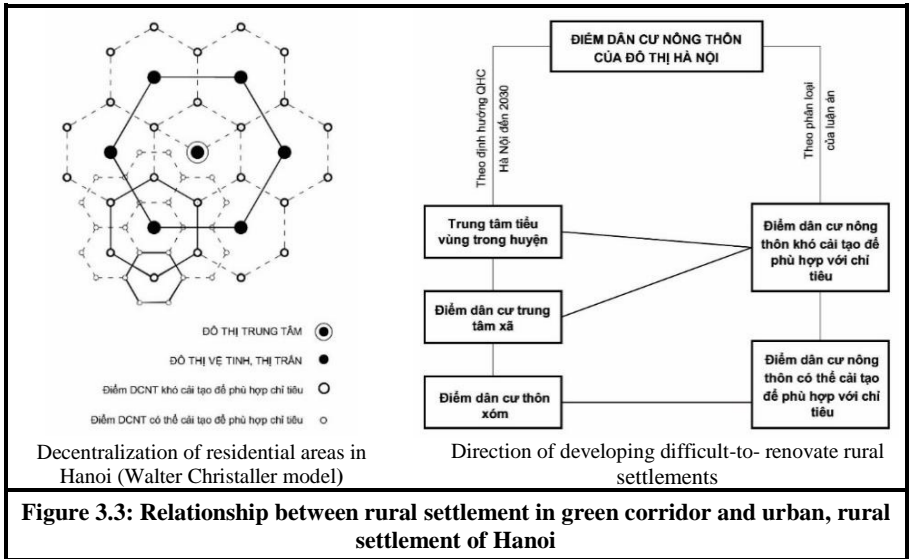 ĐÔ THỊ TRUNG TÂM
ĐÔ THỊ VỆ TINH, THỊ TRẤN
Điểm DCNT khó cải tạo để phù hợp chỉ tiêu
Điểm DCNT có thể cải tạo để phù hợp chỉ tiêu
Decentralization of residential areas in
Hanoi (Walter Christaller model)
ĐIỂM DÂN CƯ NÔNG THÔN
CỦA ĐÔ THỊ HÀ NỘI
Theo định hướng QHC
Hà Nội đến 2030
Theo phân loại
của luận án
Trung tâm tiểu
vùng trong huyện
Điểm dân cư trung
tâm xã
Điểm dân cư thôn
xóm
Điểm dân cư nông
thôn khó cải tạo để
phù hợp với chỉ
tiêu
Điểm dân cư nông
thôn có thể cải tạo
để phù hợp với chỉ
tiêu
Direction of developing difficult-to- renovate rural
settlements
Figure 3.3: Relationship between rural settlement in green corridor and urban, rural
settlement of Hanoi